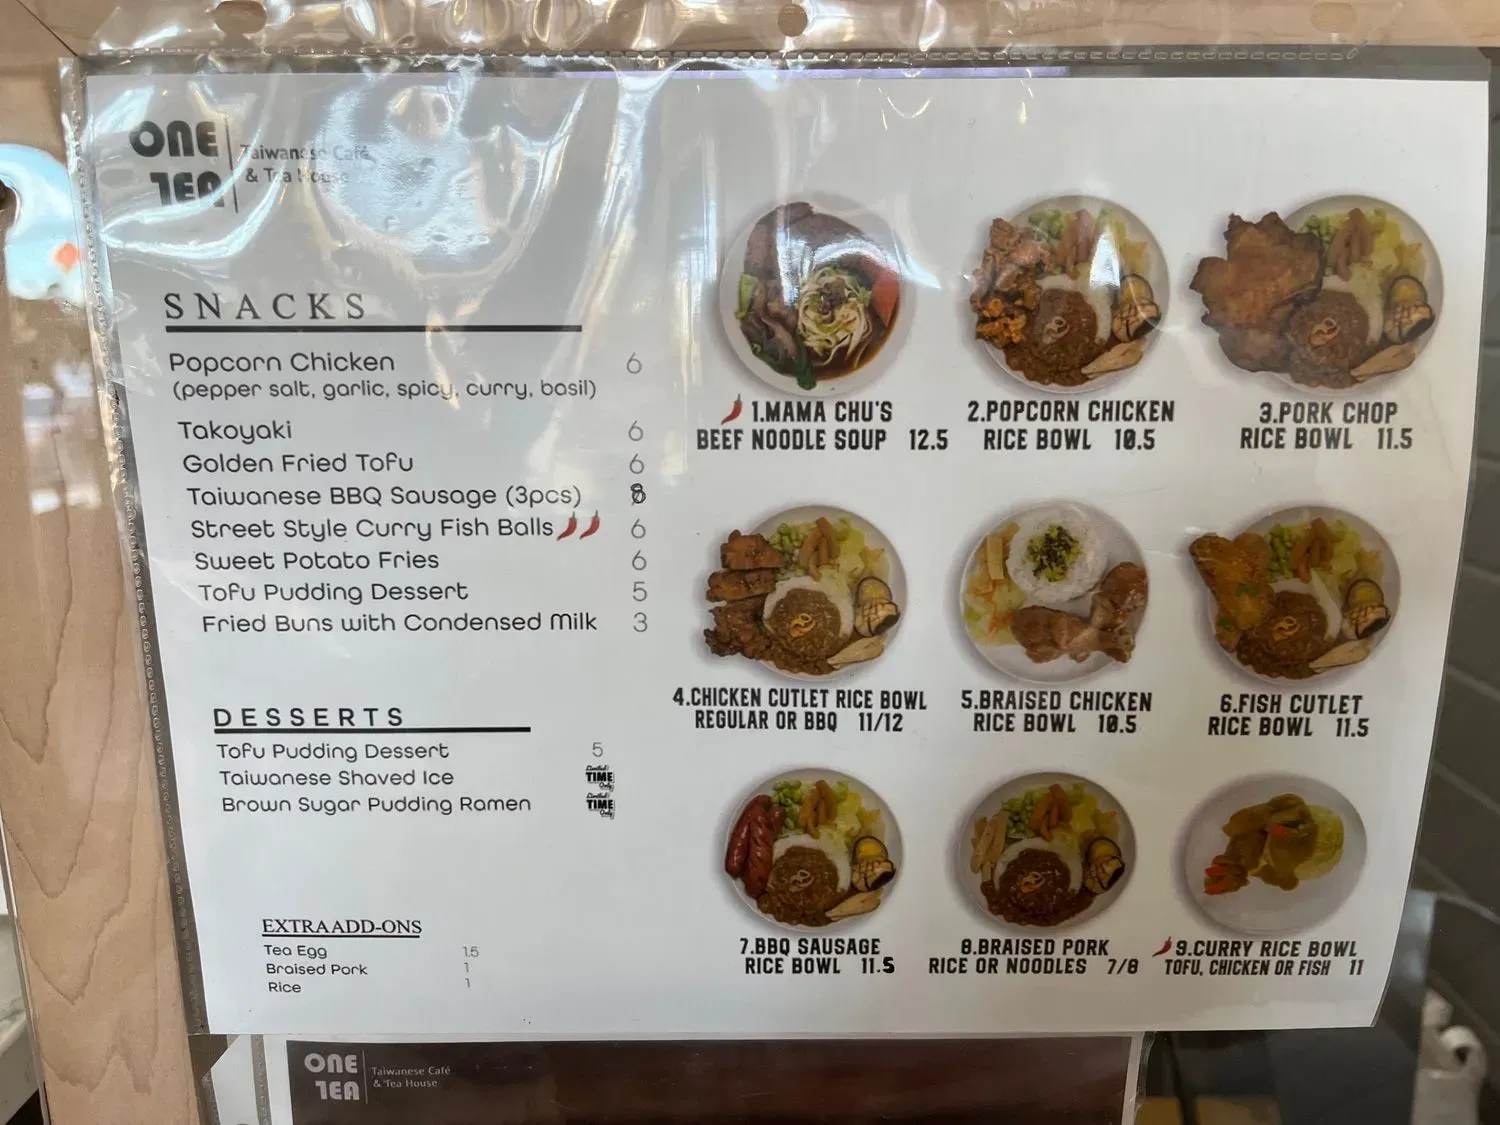 ONE
TEA
Taiwanese Café
& Tea House
SNACKS
Popcorn Chicken 6
(pepper salt, garlic, spicy, curry, basil)
Takoyaki 6
Golden Fried Tofu 6
Taiwanese BBQ Sausage (3pcs) 8
Street Style Curry Fish Balls 6
Sweet Potato Fries 6
Tofu Pudding Dessert 5
Fried Buns with Condensed Milk 3
DESSERTS
Tofu Pudding Dessert 5
Taiwanese Shaved Ice Limited TIME Only
Brown Sugar Pudding Ramen Limited TIME Only
EXTRA ADD-ONS
Tea Egg 1.5
Braised Pork 1
Rice 1
1.MAMA CHU'S
BEEF NOODLE SOUP 12.5
2.POPCORN CHICKEN
RICE BOWL 10.5
3.PORK CHOP
RICE BOWL 11.5
4.CHICKEN CUTLET RICE BOWL
REGULAR OR BBQ 11/12
5.BRAISED CHICKEN
RICE BOWL 10.5
6.FISH CUTLET
RICE BOWL 11.5
7.BBQ SAUSAGE
RICE BOWL 11.5
8.BRAISED PORK
RICE OR NOODLES 7/8
9.CURRY RICE BOWL
TOFU, CHICKEN OR FISH 11
ONE
TEA
Taiwanese Café
& Tea House